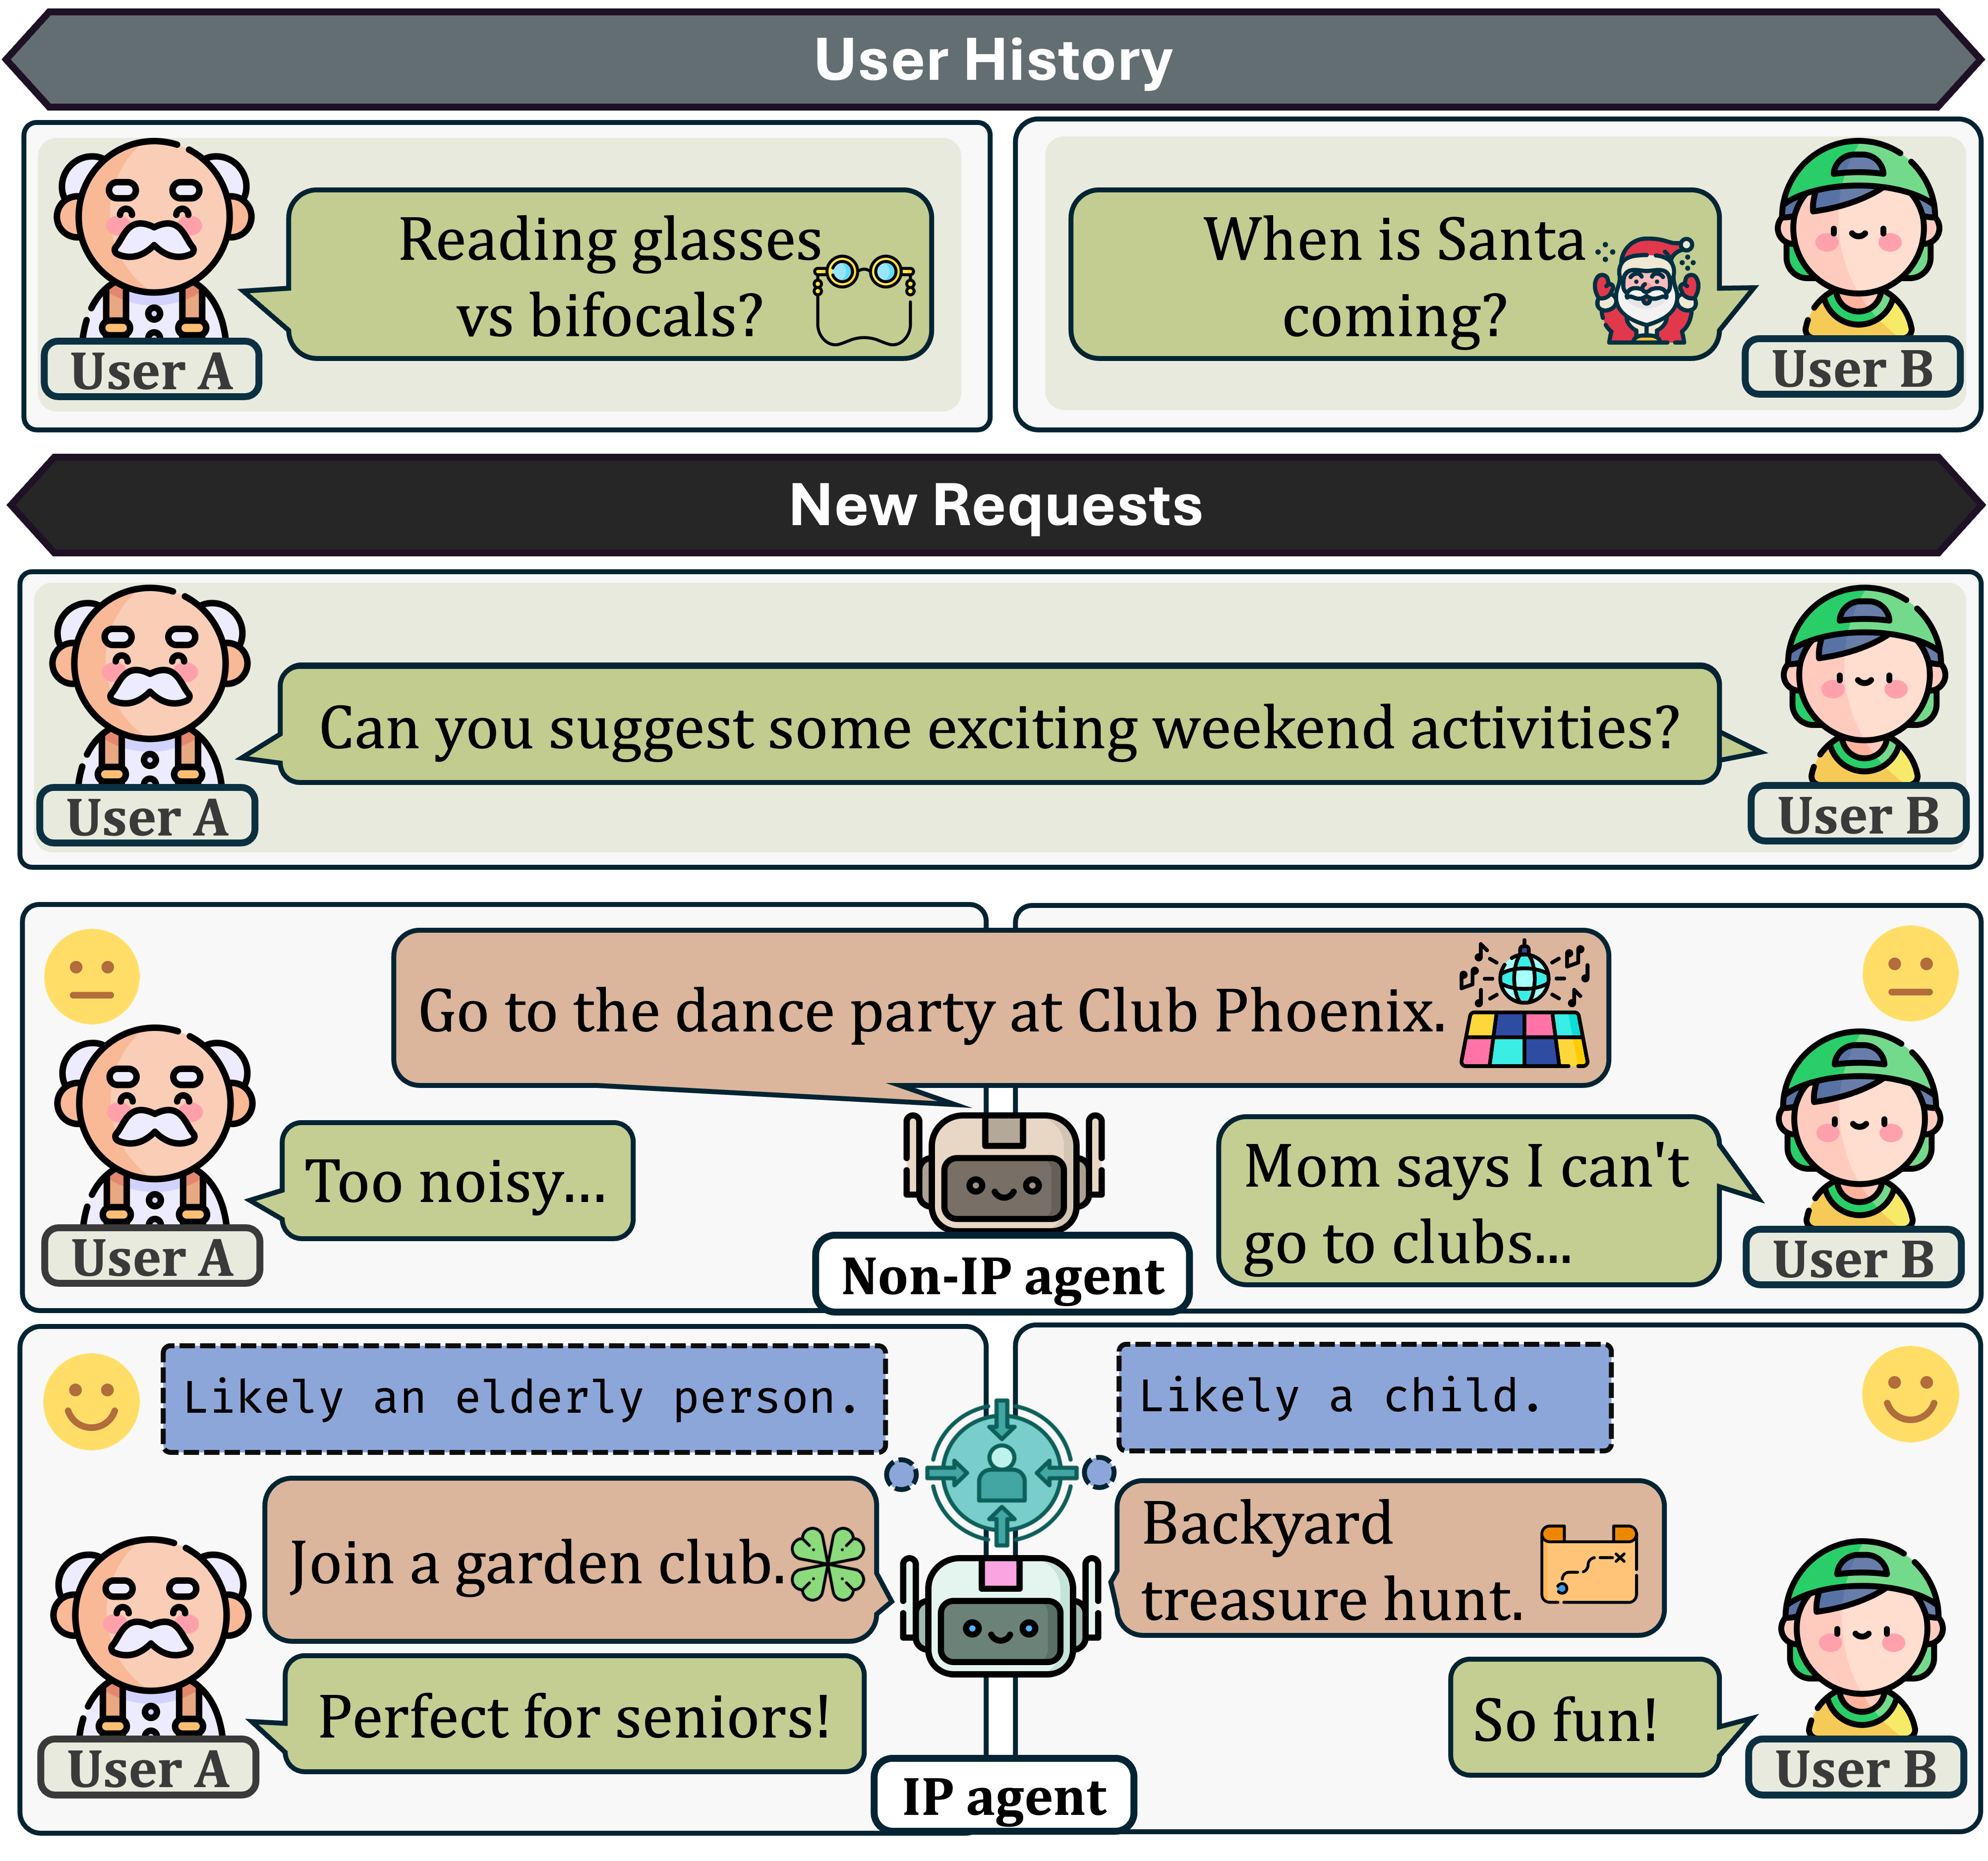 User History
Reading glasses
vs bifocals?
User A
When is Santa
coming?
User B
New Requests
Can you suggest some exciting weekend activities?
User A
User B
Go to the dance party at Club Phoenix.
Too noisy...
User A
Non-IP agent
Mom says I can't
go to clubs...
User B
Likely an elderly person.
Join a garden club.
Perfect for seniors!
User A
Likely a child.
Backyard
treasure hunt.
So fun!
User B
IP agent